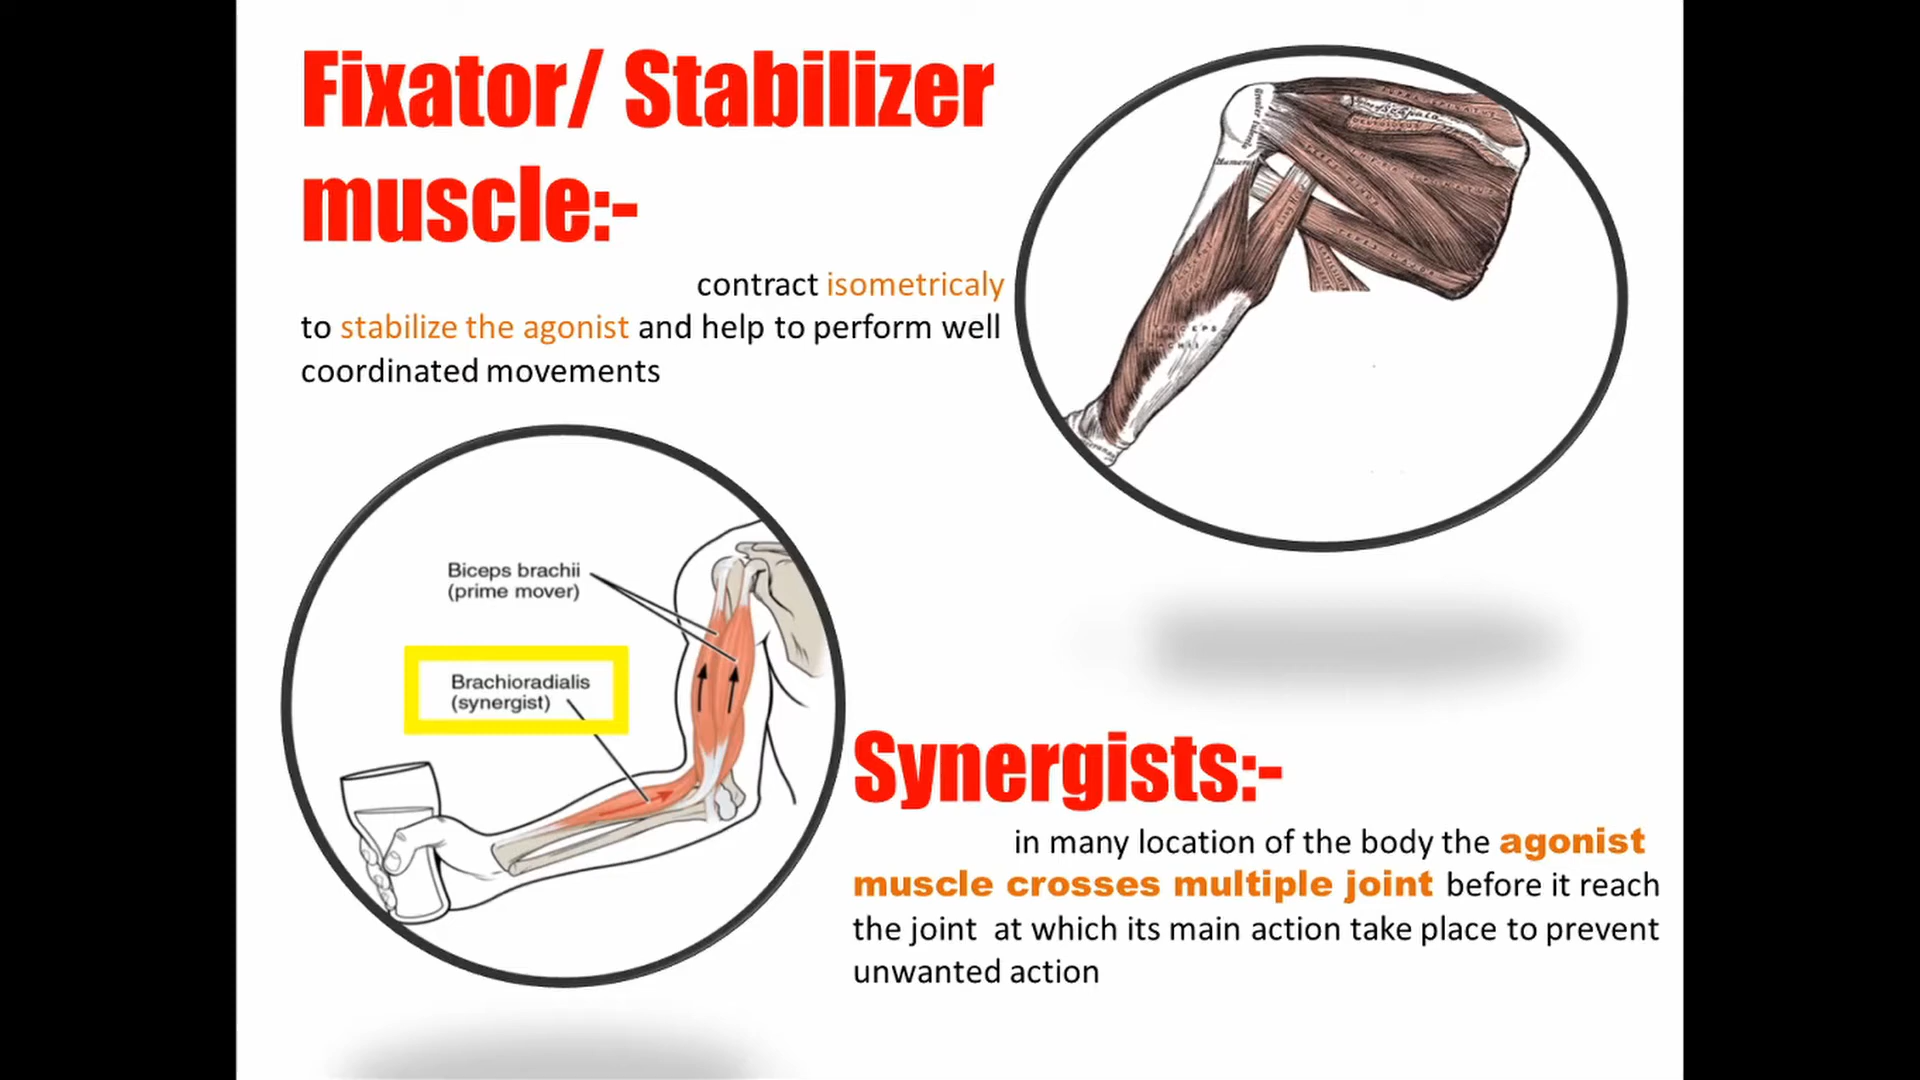 Fixator/ Stabilizer
muscle:-
contract isometricaly
to stabilize the agonist and help to perform well
coordinated movements
Biceps brachii
(prime mover)
Brachioradialis
(synergist)
Synergists:-
in many location of the body the agonist
muscle crosses multiple joint before it reach
the joint at which its main action take place to prevent
unwanted action